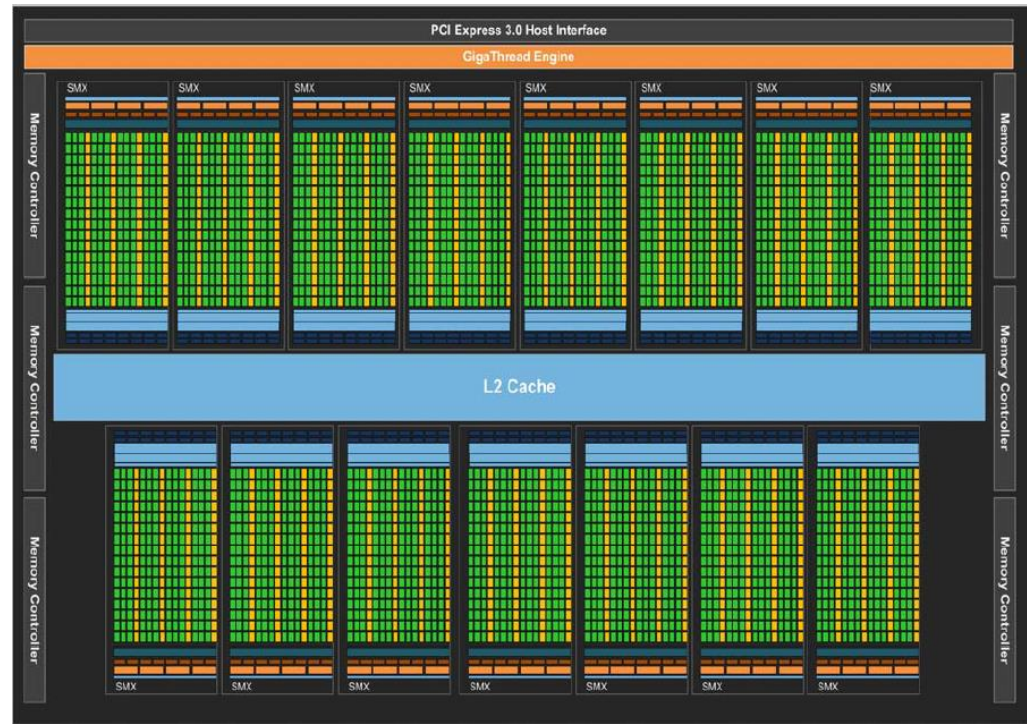 PCI Express 3.0 Host Interface
GigaThread Engine
SMX SMX SMX SMX SMX SMX SMX SMX
Memory Controller
Memory Controller
Memory Controller
Memory Controller
L2 Cache
Memory Controller
Memory Controller
SMX SMX SMX SMX SMX SMX SMX